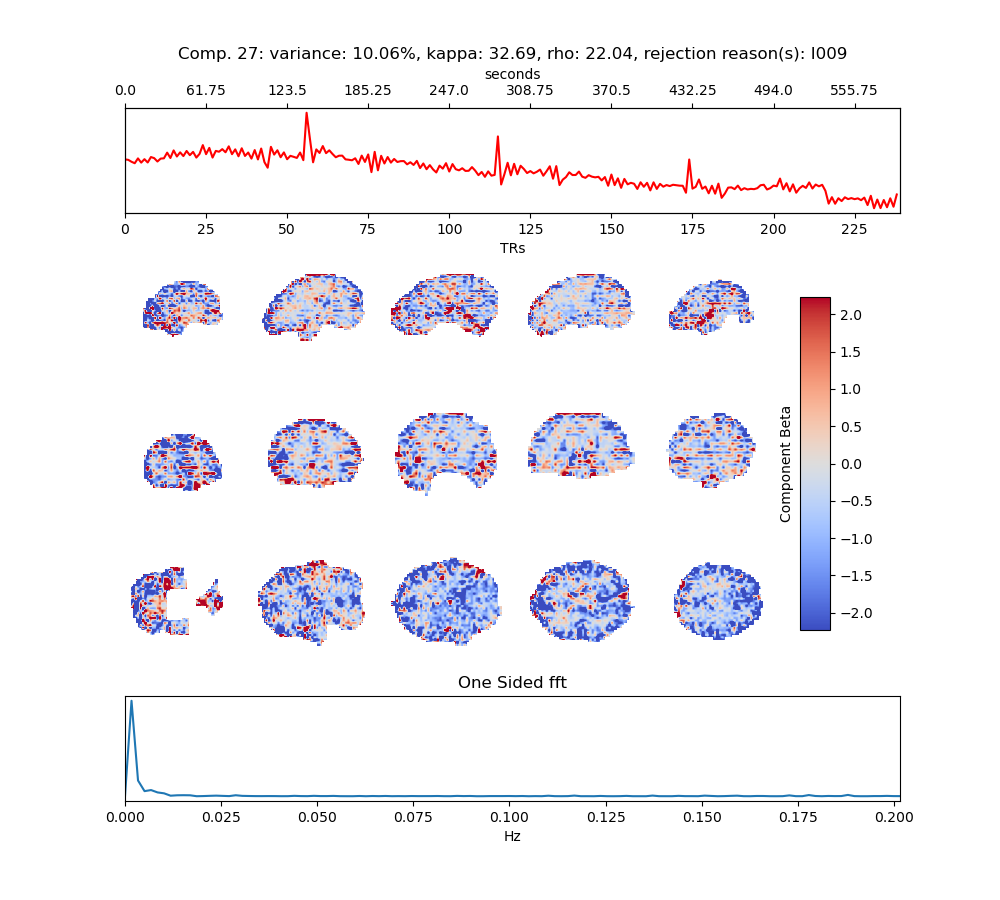 Comp. 27: variance: 10.06%, kappa: 32.69, rho: 22.04, rejection reason(s): I009
seconds
0.0 61.75 123.5 185.25 247.0 308.75 370.5 432.25 494.0 555.75
0 25 50 75 100 125 150 175 200 225
TRs
2.0
1.5
1.0
0.5
0.0
−0.5
−1.0
−1.5
−2.0
Component Beta
One Sided fft
0.000 0.025 0.050 0.075 0.100 0.125 0.150 0.175 0.200
Hz